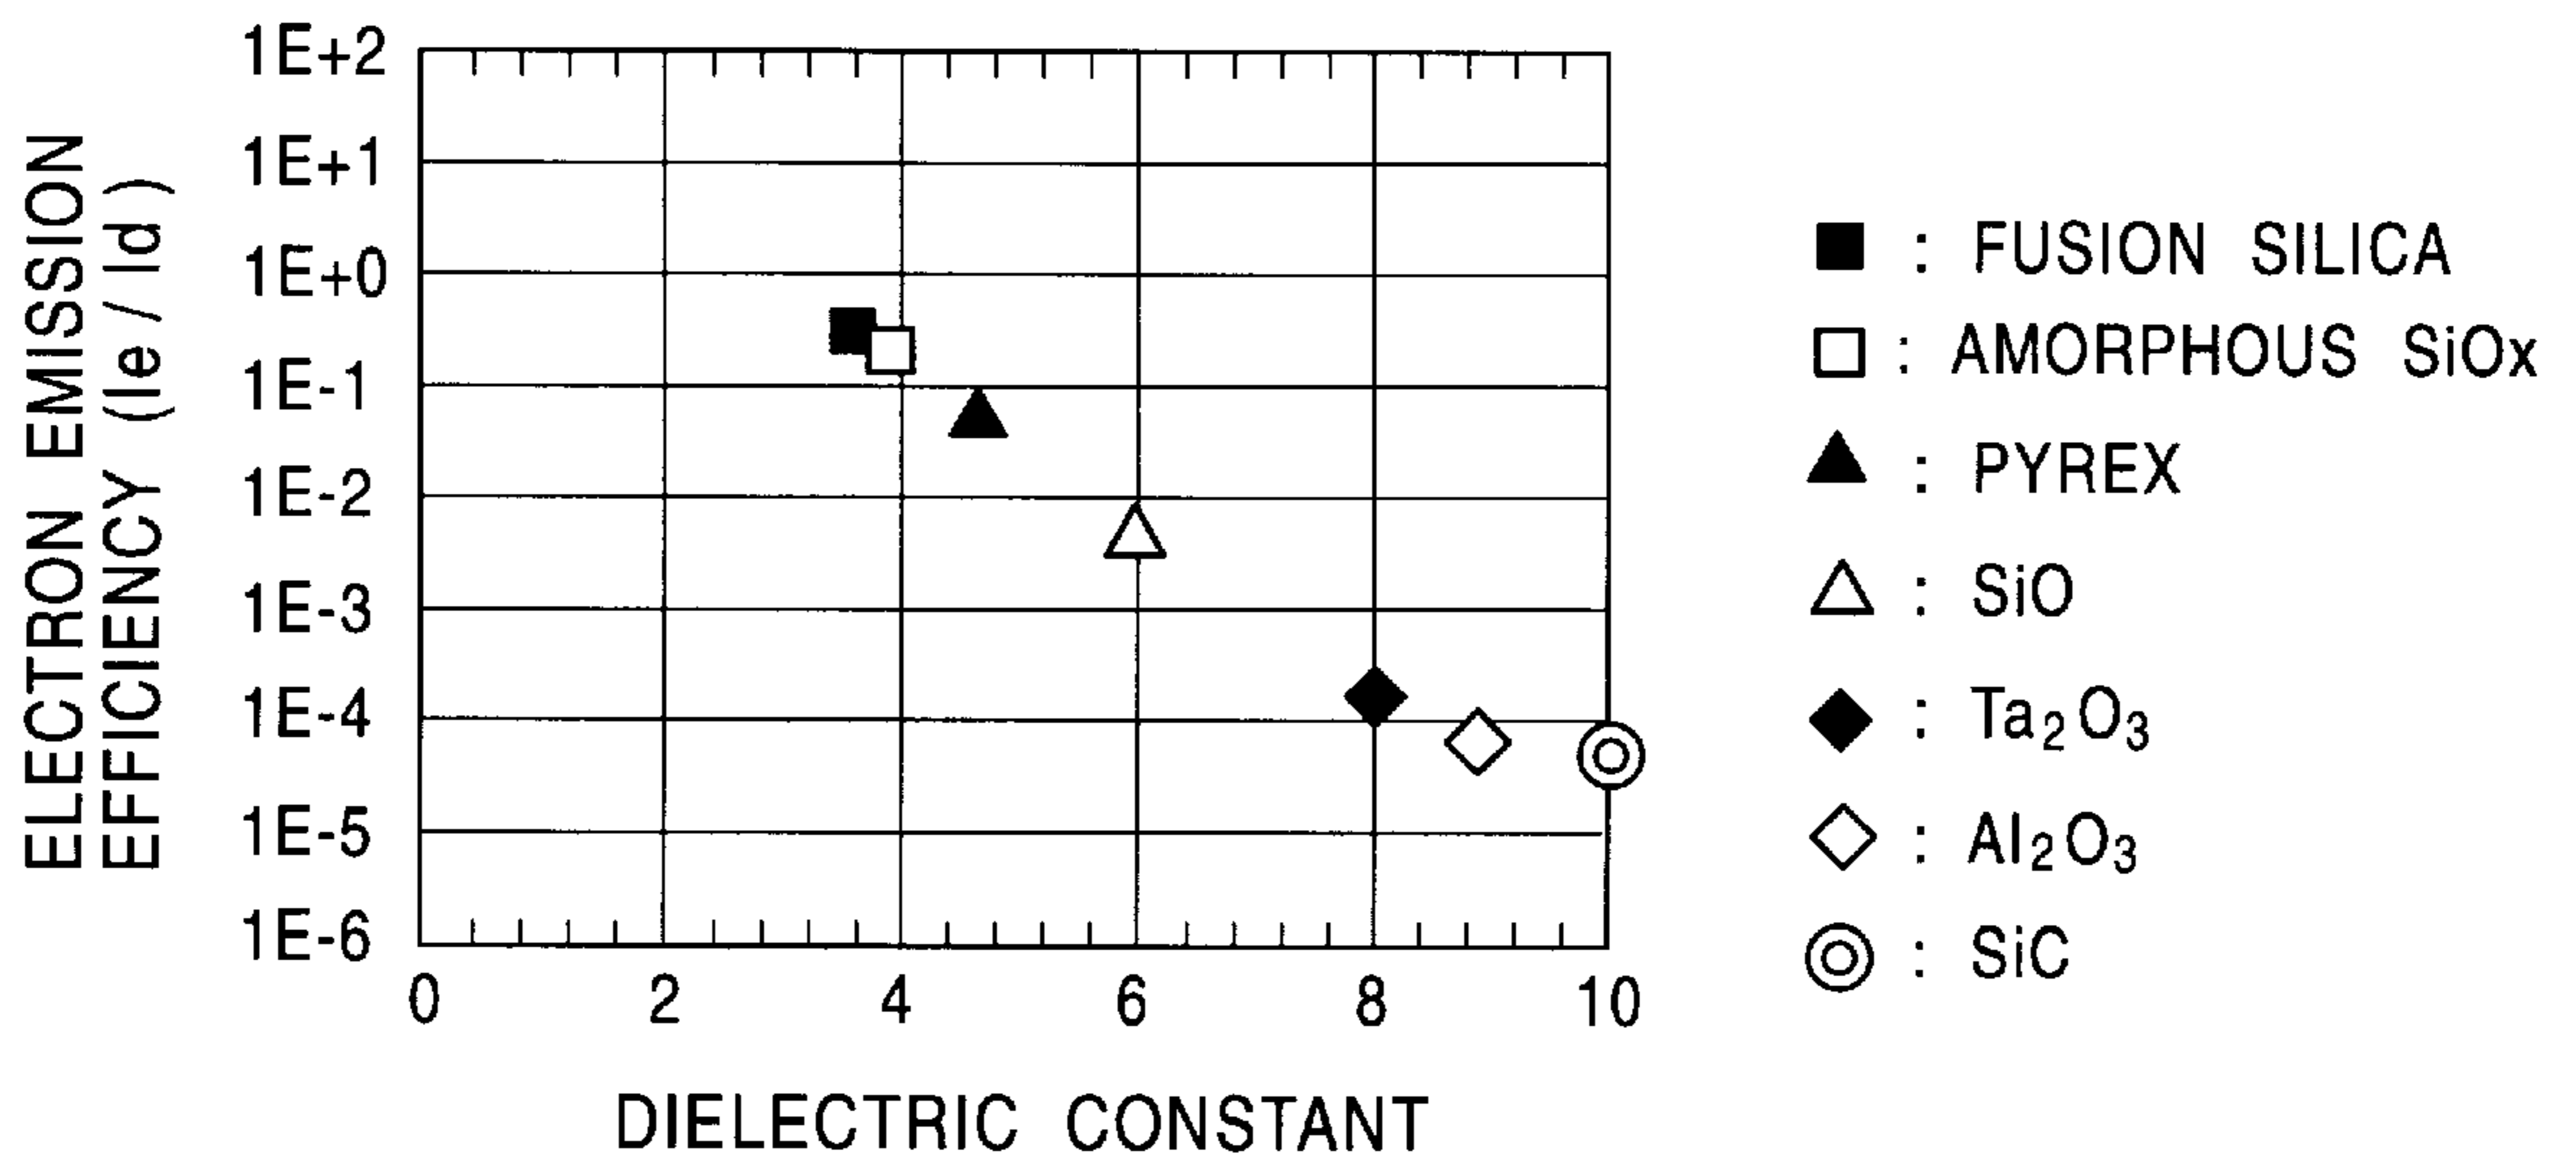 ELECTRON EMISSION
EFFICIENCY (Ie / Id )
1E+2
1E+1
1E+0
1E-1
1E-2
1E-3
1E-4
1E-5
1E-6
0 2 4 6 8 10
DIELECTRIC CONSTANT
: FUSION SILICA
: AMORPHOUS SiOx
: PYREX
: SiO
: Ta₂O₃
: Al₂O₃
: SiC